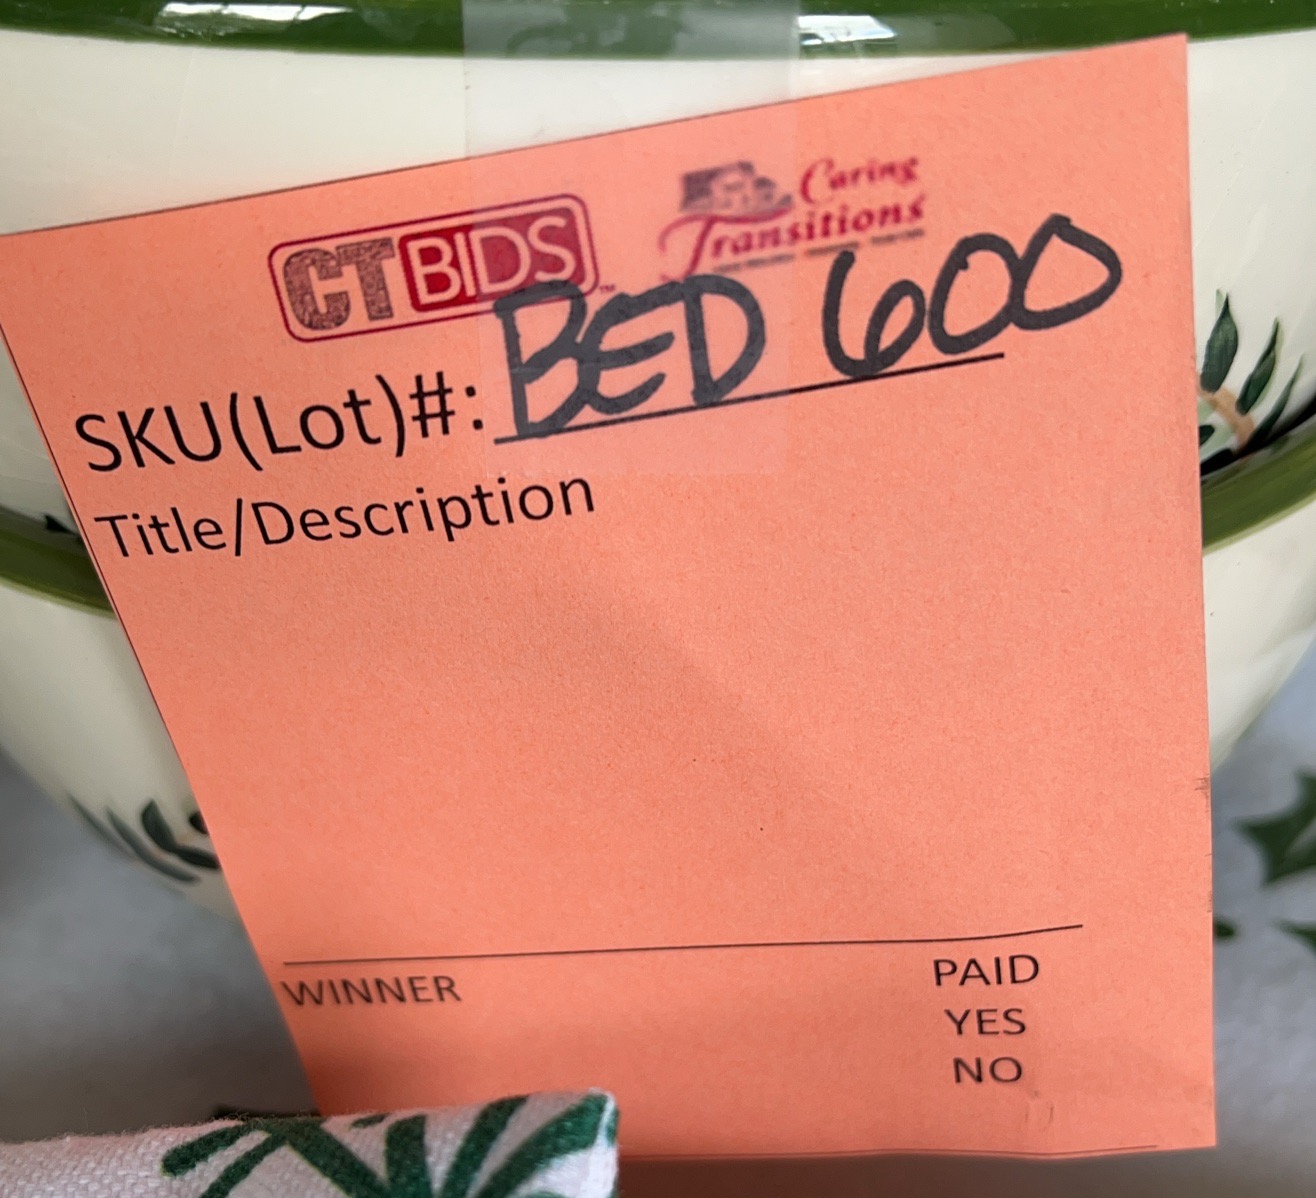 CTBIDS
Caring
Transitions
SKU(Lot)#: BED 600
Title/Description
WINNER
PAID
YES
NO